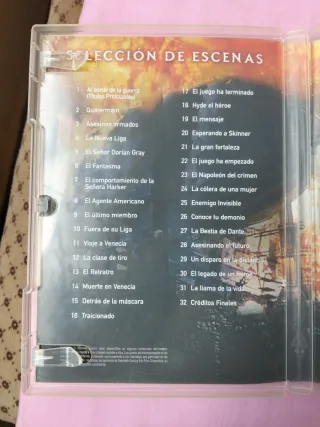 SELECCIÓN DE ESCENAS
1 Al borde de la guerra
2 Quatermain
3 Asesinos armados
4 La Nueva Liga
5 El Señor Dorian Gray
6 El Fantasma
7 El comportamiento de la
Señora Harker
8 El Agente Americano
9 El último miembro
10 Fuera de su Liga
11 Viaje a Venecia
12 La clase de tiro
13 El Retrato
14 Muerte en Venecia
15 Detrás de la máscara
16 Traicionado
17 El juego ha terminado
18 Hyde el héroe
19 El mensaje
20 Esperando a Skinner
21 La gran fortaleza
22 El juego ha empezado
23 El Napoleón del crimen
24 La cólera de una mujer
25 Enemigo Invisible
26 Conoce tu demonio
27 La Bestia de Dante
28 Asesinando el futuro
29 Un disparo en la distancia
30 El legado de un héroe
31 La llama de la vida
32 Créditos Finales